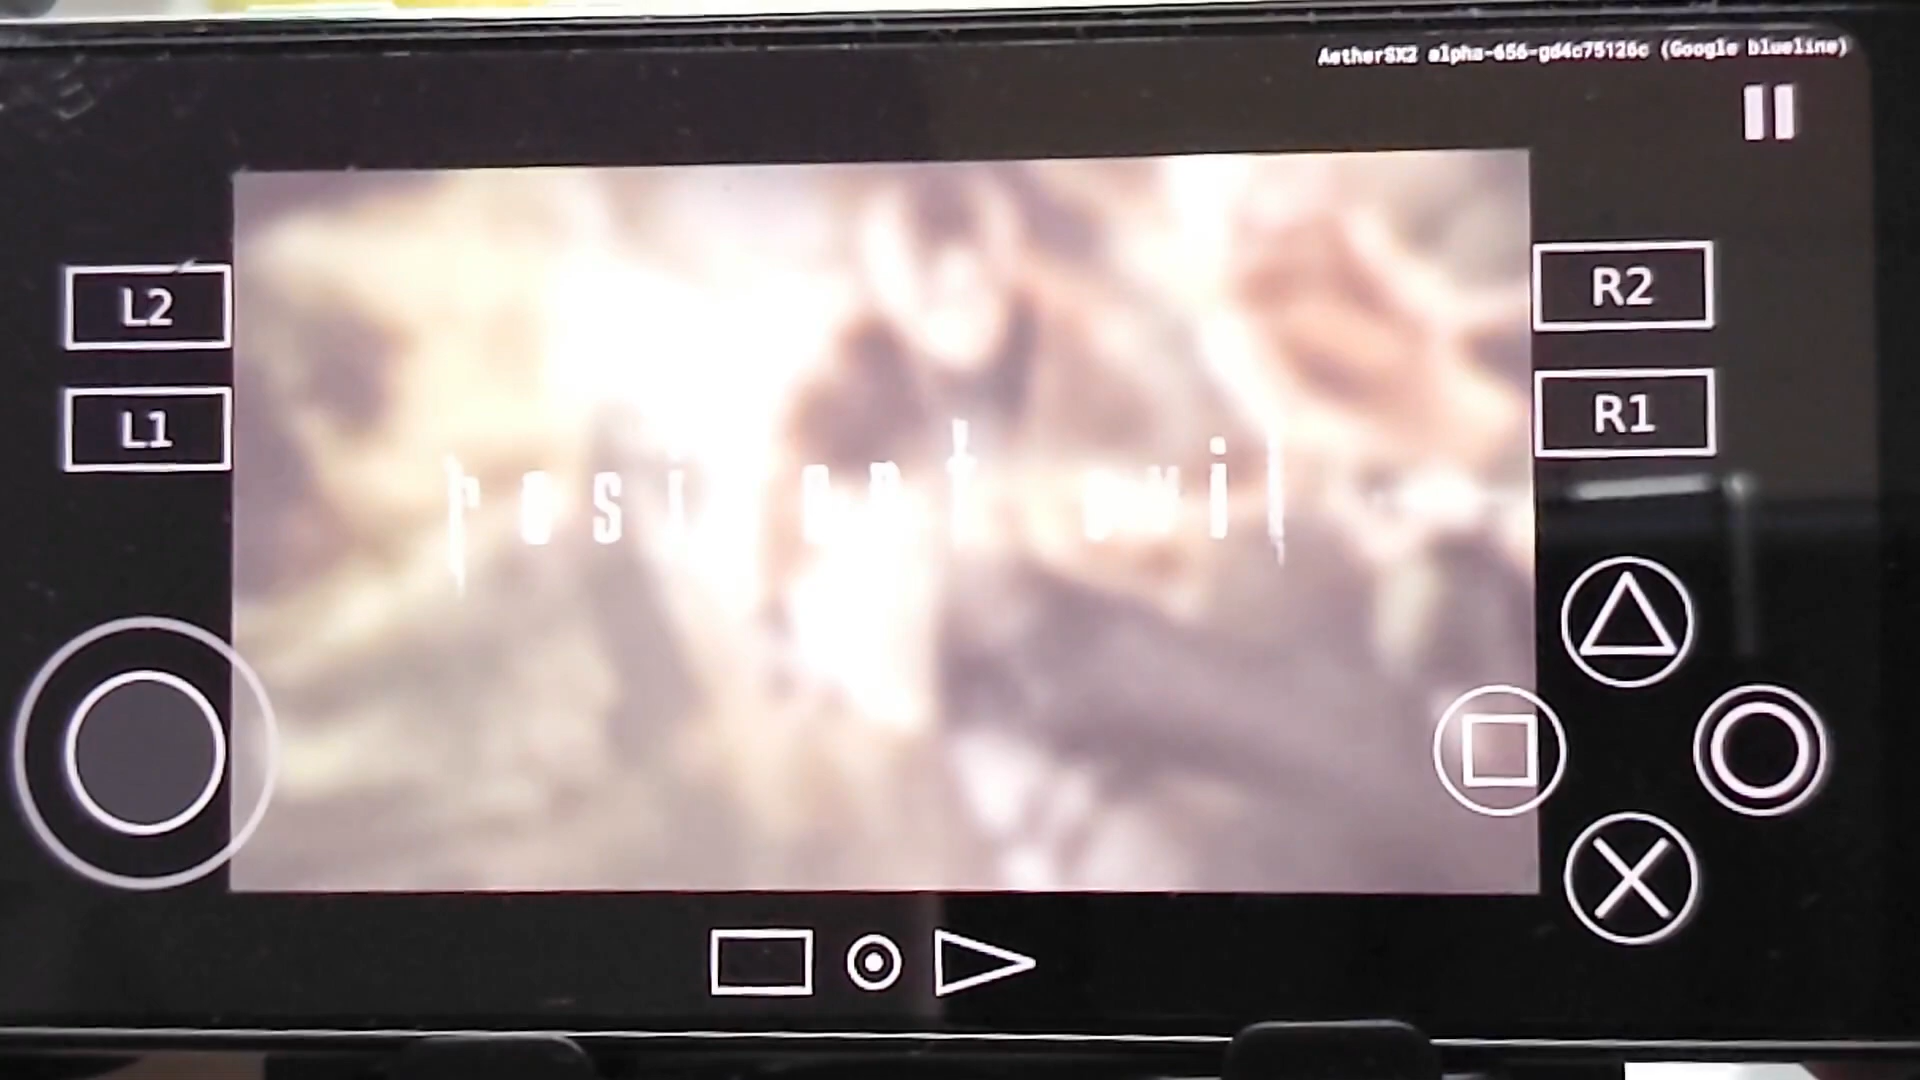 AetherSX2 alpha-656-gd4c75126c (Google blueline)
L2
R2
L1
R1
resident evil